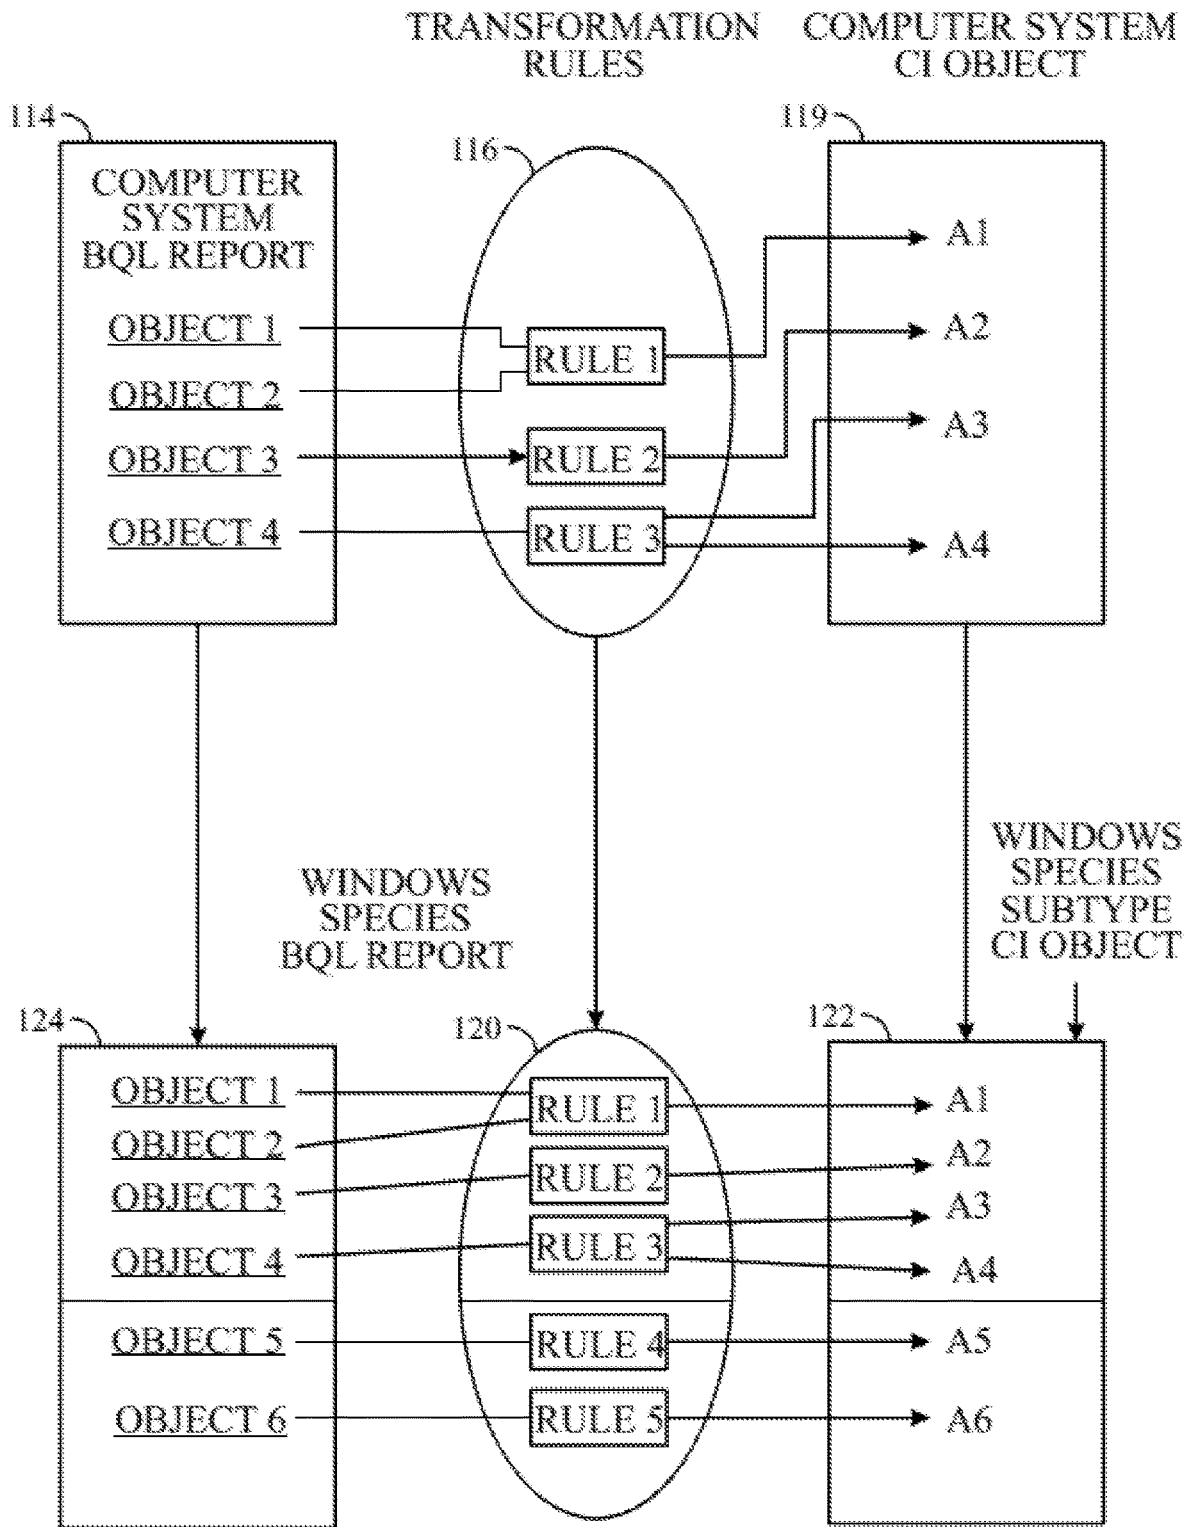 TRANSFORMATION
RULES
COMPUTER SYSTEM
CI OBJECT
114
116
119
COMPUTER
SYSTEM
BQL REPORT
OBJECT 1
OBJECT 2
OBJECT 3
OBJECT 4
RULE 1
RULE 2
RULE 3
A1
A2
A3
A4
WINDOWS
SPECIES
BQL REPORT
WINDOWS
SPECIES
SUBTYPE
CI OBJECT
124
120
122
OBJECT 1
OBJECT 2
OBJECT 3
OBJECT 4
OBJECT 5
OBJECT 6
RULE 1
RULE 2
RULE 3
RULE 4
RULE 5
A1
A2
A3
A4
A5
A6